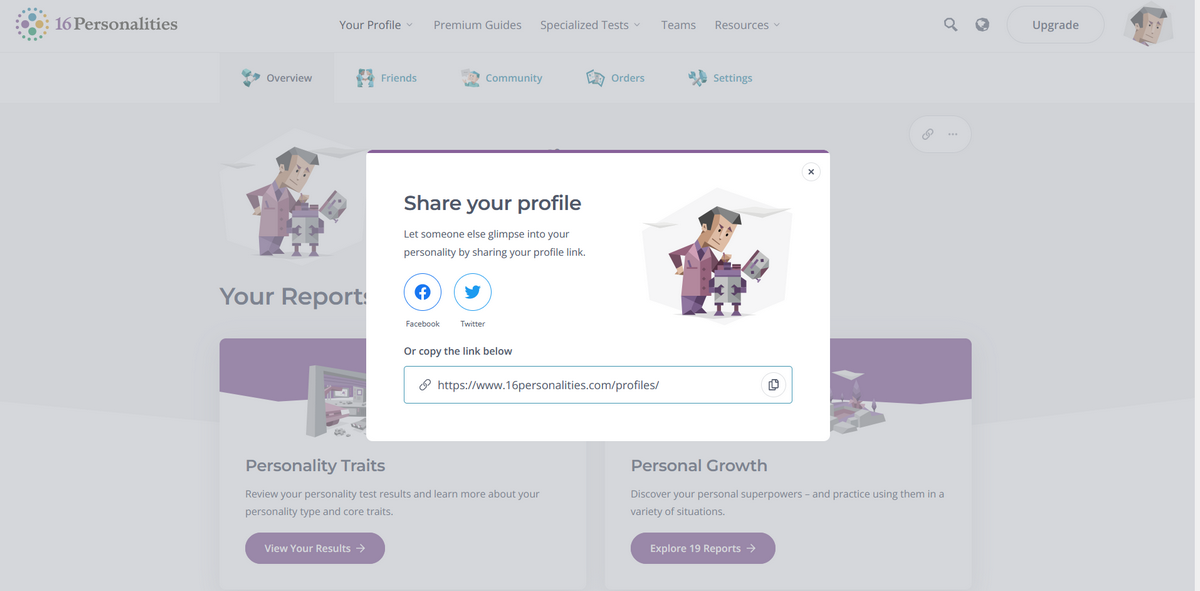 16Personalities
Your Profile
Premium Guides
Specialized Tests
Teams
Resources
Upgrade
Overview
Friends
Community
Orders
Settings
Your Reports
Share your profile
Let someone else glimpse into your
personality by sharing your profile link.
Facebook
Twitter
Or copy the link below
https://www.16personalities.com/profiles/
Personality Traits
Review your personality test results and learn more about your
personality type and core traits.
View Your Results →
Personal Growth
Discover your personal superpowers – and practice using them in a
variety of situations.
Explore 19 Reports →